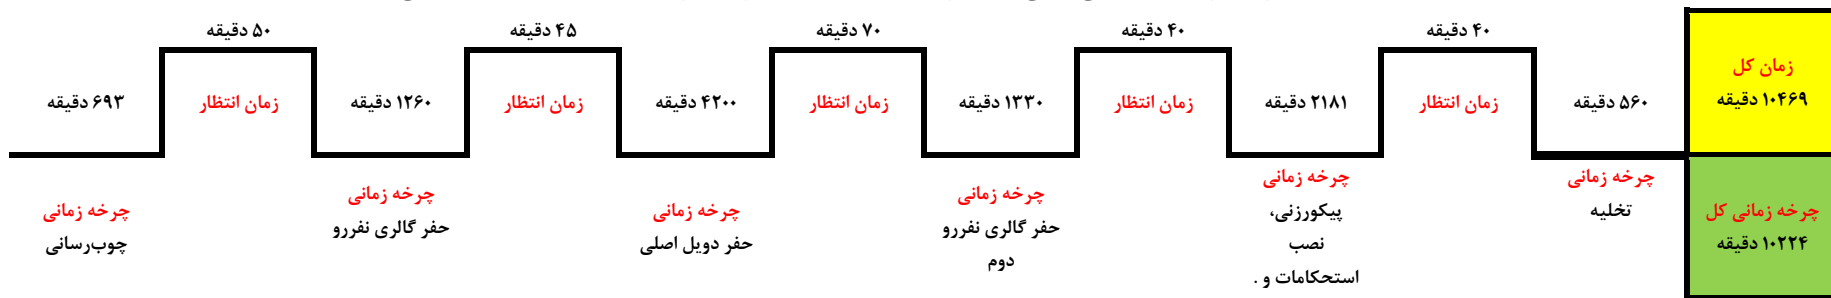 ۵۰ دقیقه
۴۵ دقیقه
۷۰ دقیقه
۴۰ دقیقه
۴۰ دقیقه
۶۹۳ دقیقه
زمان انتظار
۱۲۶۰ دقیقه
زمان انتظار
۴۲۰۰ دقیقه
زمان انتظار
۱۳۳۰ دقیقه
زمان انتظار
۲۱۸۱ دقیقه
زمان انتظار
۵۶۰ دقیقه
زمان کل
۱۰۴۶۹ دقیقه
چرخه زمانی
چوب‌رسانی
چرخه زمانی
حفر گالری نفررو
چرخه زمانی
حفر دویل اصلی
چرخه زمانی
حفر گالری نفررو
دوم
چرخه زمانی
پیکورزنی،
نصب
استحکامات و .
چرخه زمانی
تخلیه
چرخه زمانی کل
۱۰۲۲۴ دقیقه